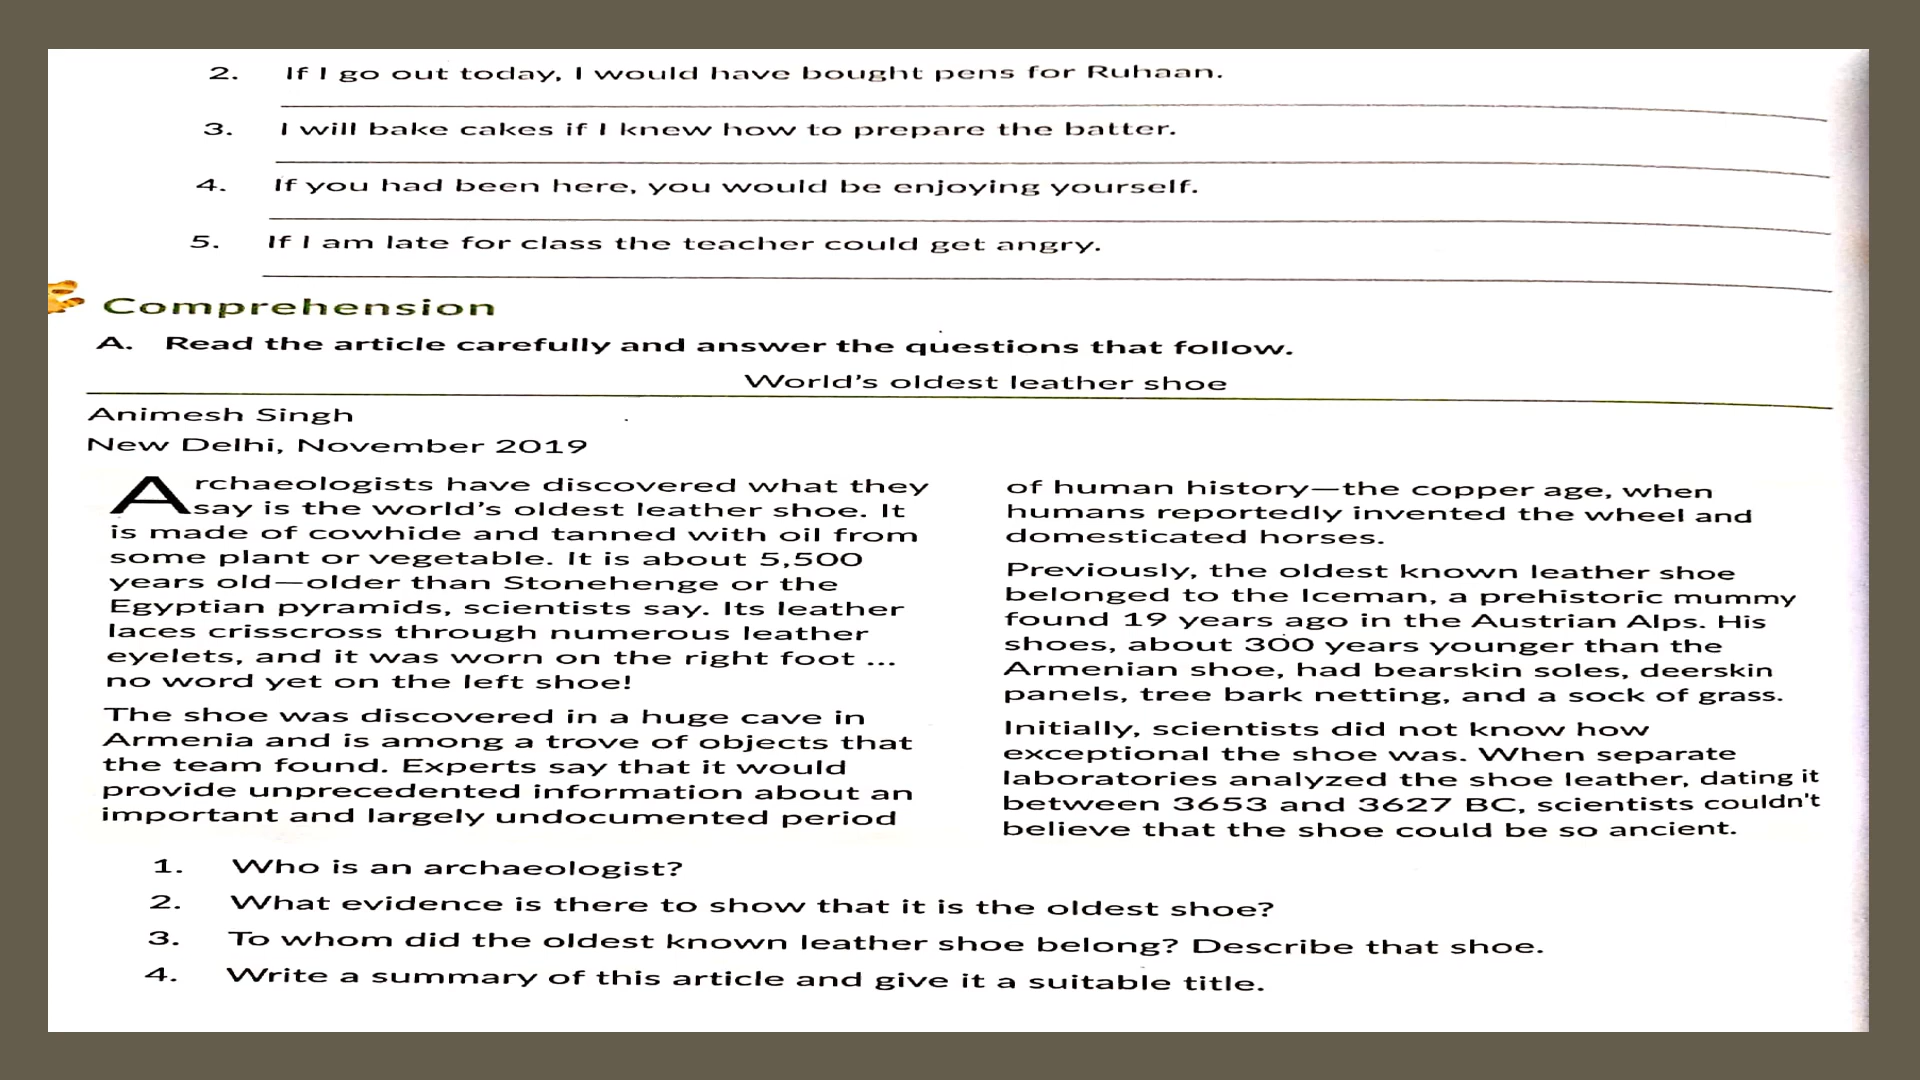 2. If I go out today, I would have bought pens for Ruhaan.
3. I will bake cakes if I knew how to prepare the batter.
4. If you had been here, you would be enjoying yourself.
5. If I am late for class the teacher could get angry.
Comprehension
A. Read the article carefully and answer the questions that follow.
World's oldest leather shoe
Animesh Singh
New Delhi, November 2019
Archaeologists have discovered what they
say is the world's oldest leather shoe. It
is made of cowhide and tanned with oil from
some plant or vegetable. It is about 5,500
years old—older than Stonehenge or the
Egyptian pyramids, scientists say. Its leather
laces crisscross through numerous leather
eyelets, and it was worn on the right foot ...
no word yet on the left shoe!
The shoe was discovered in a huge cave in
Armenia and is among a trove of objects that
the team found. Experts say that it would
provide unprecedented information about an
important and largely undocumented period
of human history—the copper age, when
humans reportedly invented the wheel and
domesticated horses.
Previously, the oldest known leather shoe
belonged to the Iceman, a prehistoric mummy
found 19 years ago in the Austrian Alps. His
shoes, about 300 years younger than the
Armenian shoe, had bearskin soles, deerskin
panels, tree bark netting, and a sock of grass.
Initially, scientists did not know how
exceptional the shoe was. When separate
laboratories analyzed the shoe leather, dating it
between 3653 and 3627 BC, scientists couldn't
believe that the shoe could be so ancient.
1. Who is an archaeologist?
2. What evidence is there to show that it is the oldest shoe?
3. To whom did the oldest known leather shoe belong? Describe that shoe.
4. Write a summary of this article and give it a suitable title.